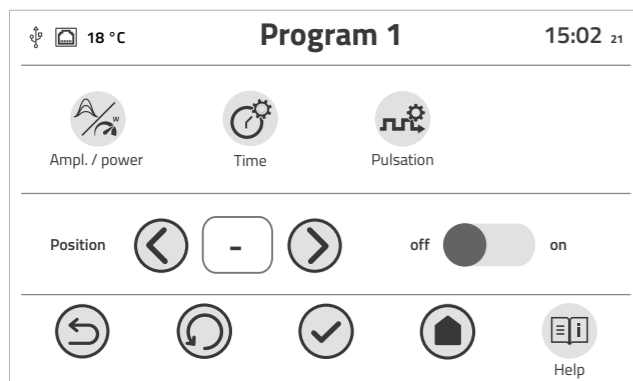 18 °C Program 1 15:02 21
Ampl. / power Time Pulsation
Position - off on
Help